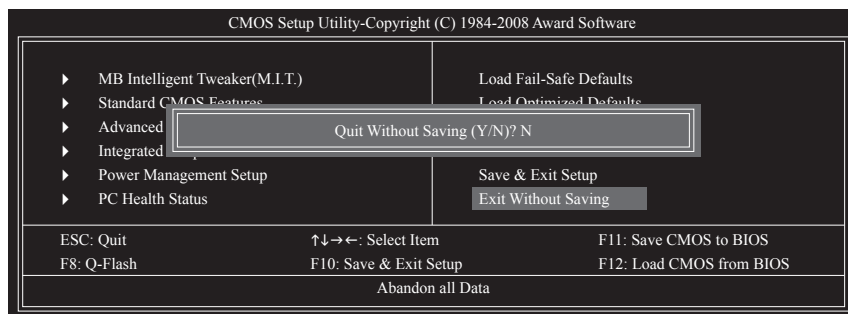 CMOS Setup Utility-Copyright (C) 1984-2008 Award Software
MB Intelligent Tweaker(M.I.T.)
Standard CMOS Features
Advanced
Integrated
Power Management Setup
PC Health Status
Load Fail-Safe Defaults
Load Optimized Defaults
Save & Exit Setup
Exit Without Saving
Quit Without Saving (Y/N)? N
ESC: Quit ↑↓→←: Select Item F11: Save CMOS to BIOS
F8: Q-Flash F10: Save & Exit Setup F12: Load CMOS from BIOS
Abandon all Data